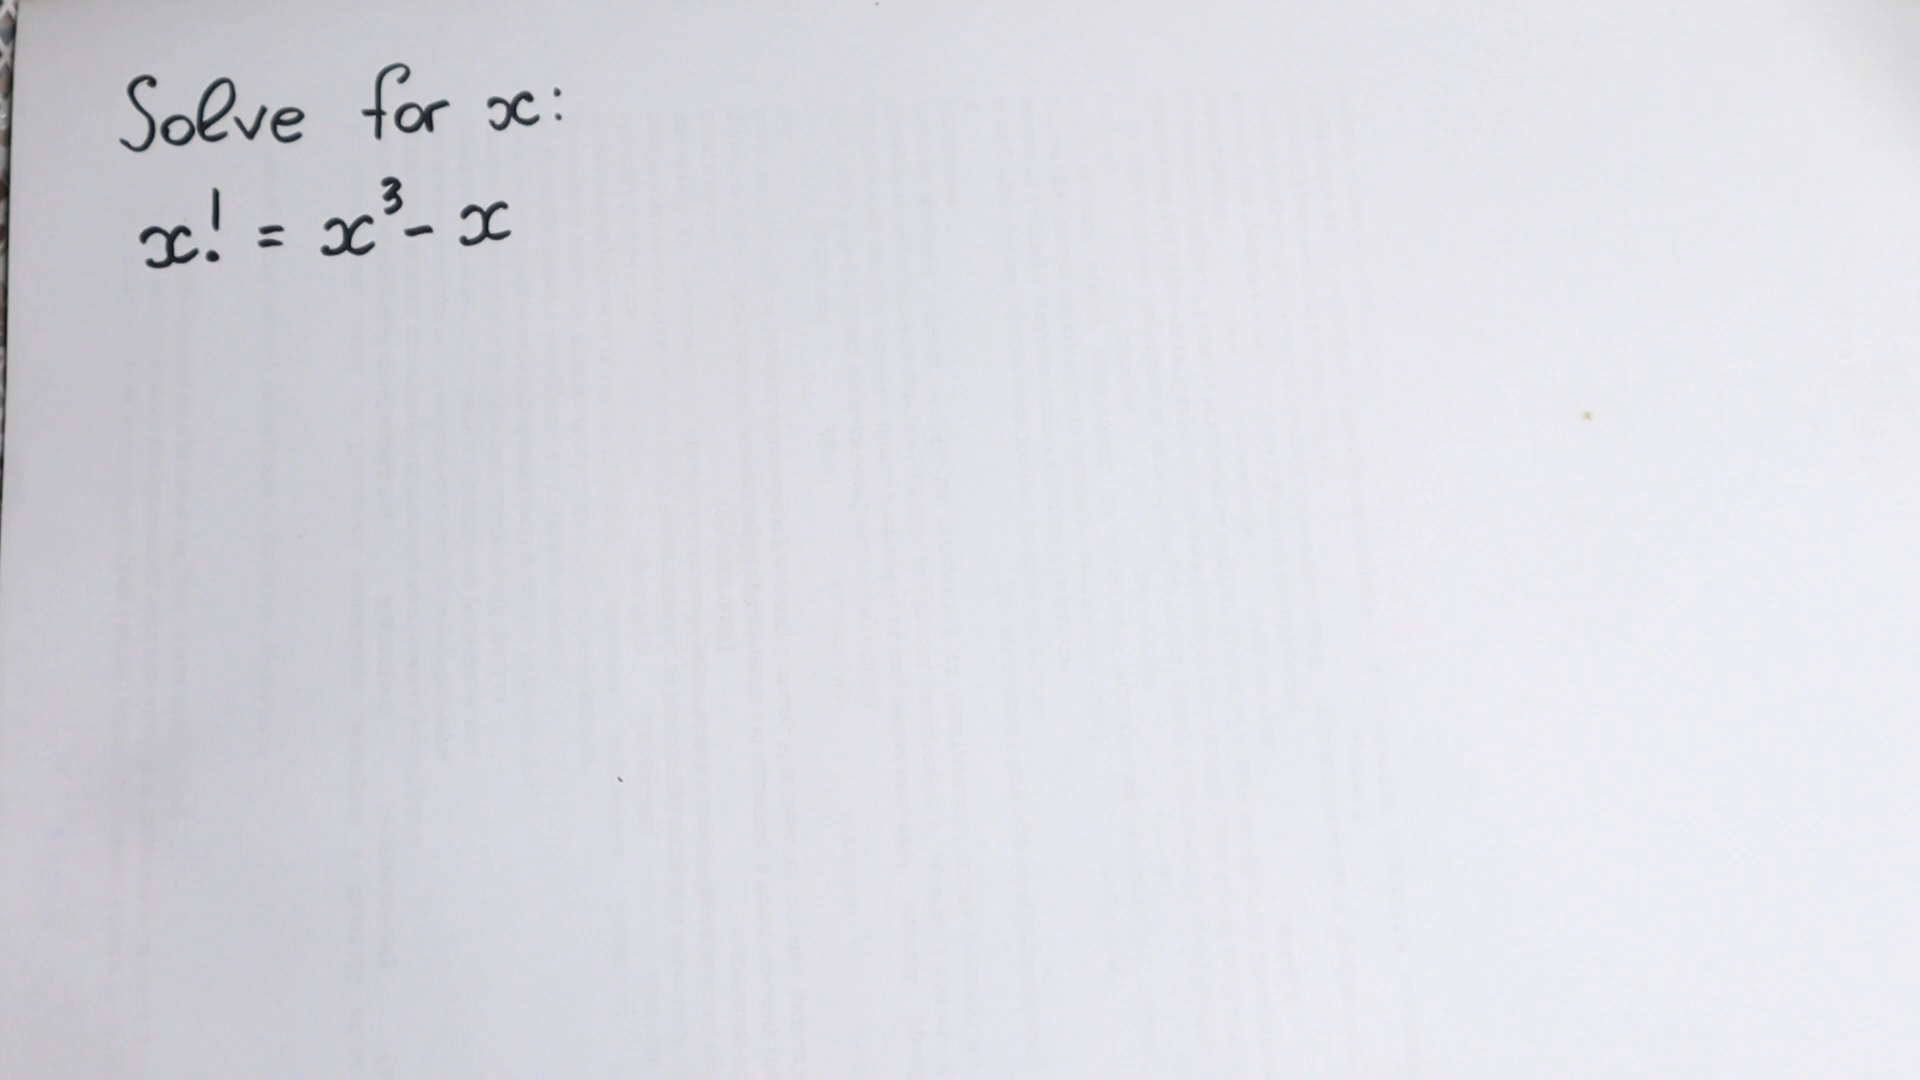 Solve for x:
x! = x³ - x